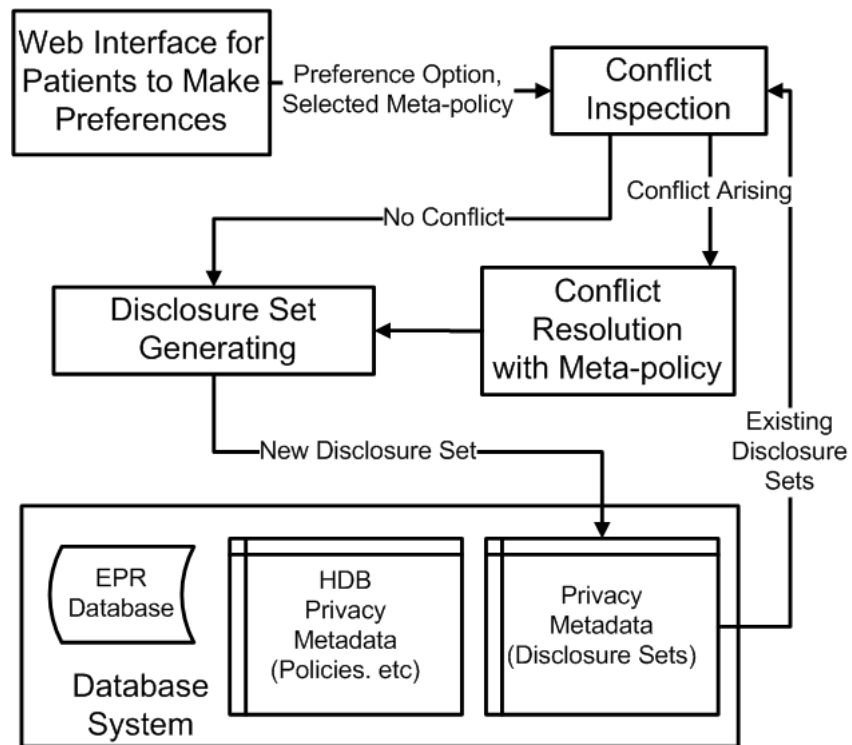 Web Interface for
Patients to Make
Preferences
Preference Option,
Selected Meta-policy
Conflict
Inspection
No Conflict
Conflict Arising
Disclosure Set
Generating
Conflict
Resolution
with Meta-policy
New Disclosure Set
Existing
Disclosure
Sets
EPR
Database
HDB
Privacy
Metadata
(Policies. etc)
Privacy
Metadata
(Disclosure Sets)
Database
System